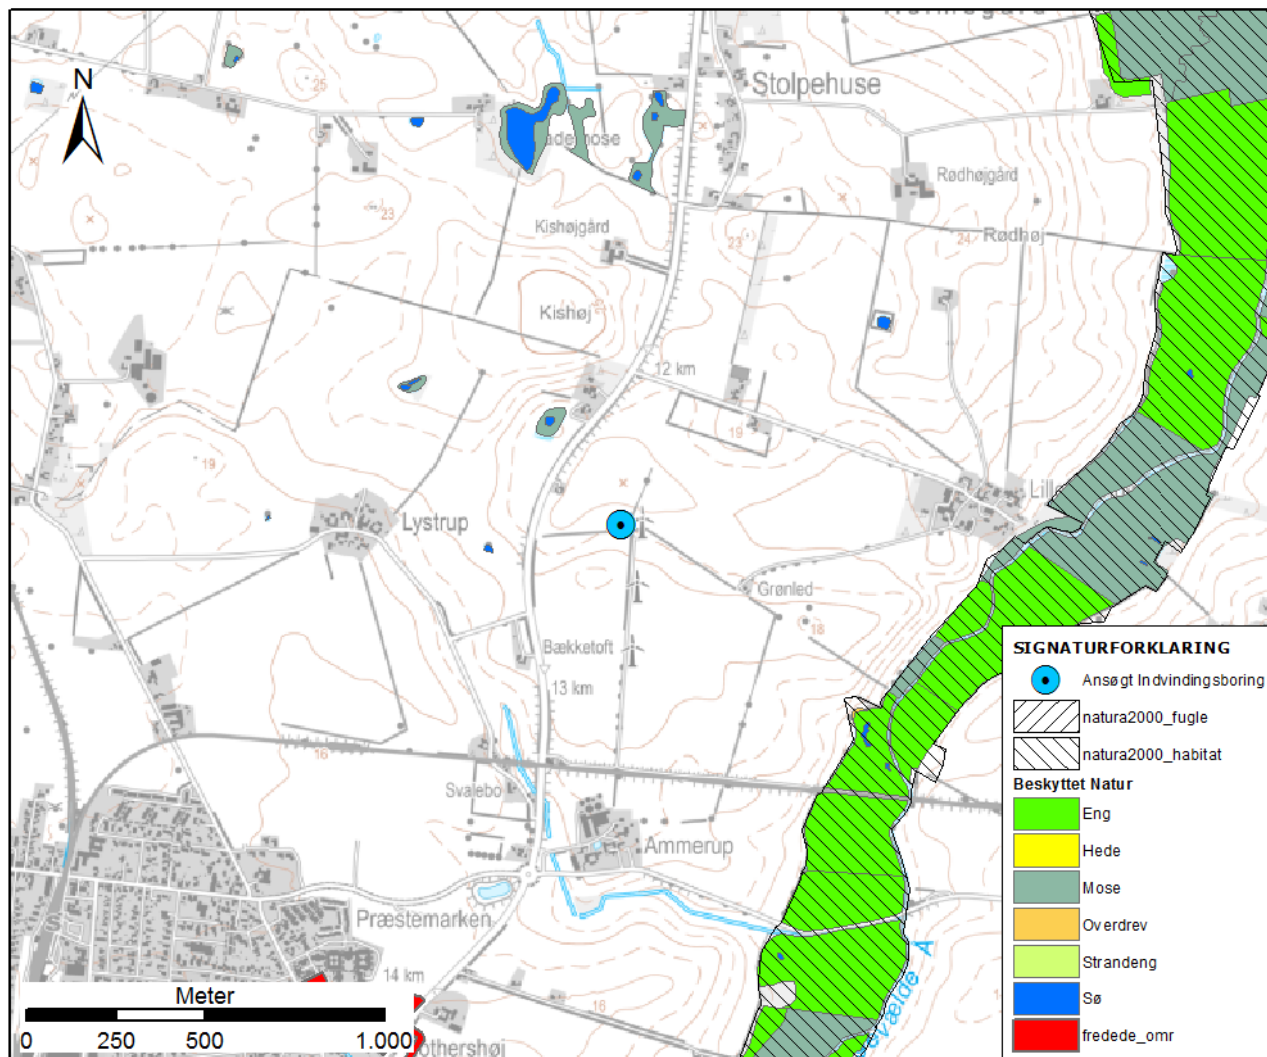 N
25
Stolpehuse
Rødhøjgård
23
Kishøjgård
23
24
Rødhøj
Kishøj
12 km
19
19
Lystrup
Lille
Grønled
18
Bækketoft
13 km
16
Svalebo
Ammerup
Præstemarken
14 km
16
SIGNATURFORKLARING
Ansøgt Indvindingsboring
natura2000_fugle
natura2000_habitat
Beskyttet Natur
Eng
Hede
Mose
Overdrev
Strandeng
Sø
fredede_omr
Meter
0 250 500 1.000